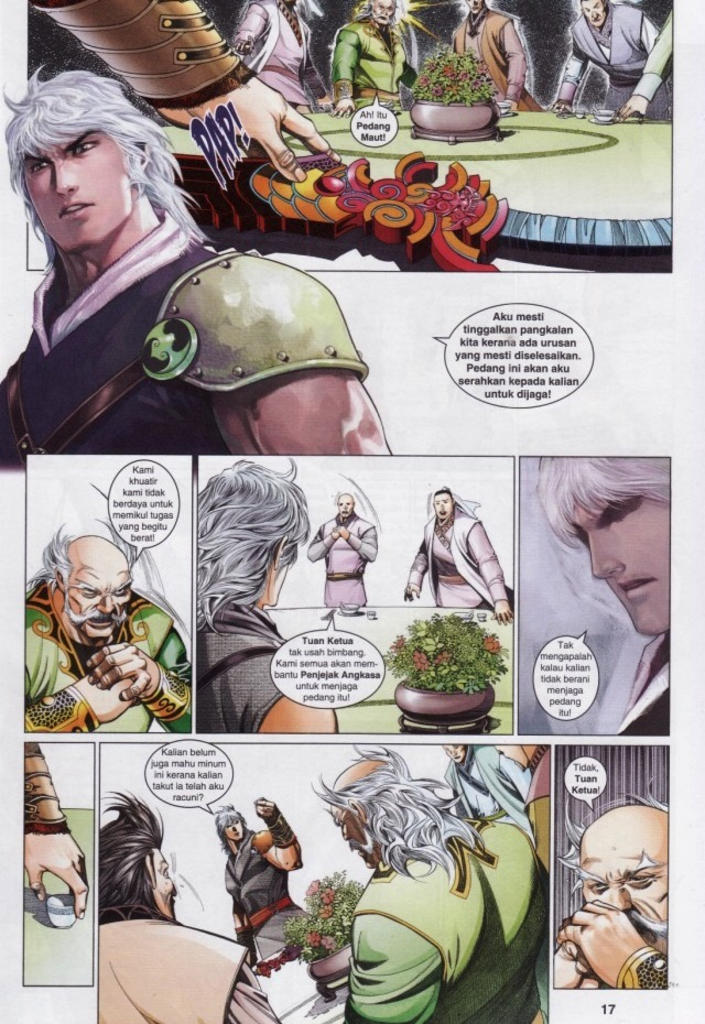 PAP!
Ah! Itu
Pedang
Maut!
Aku mesti
tinggalkan pangkalan
kita kerana ada urusan
yang mesti diselesaikan.
Pedang ini akan aku
serahkan kepada kalian
untuk dijaga!
Kami
khuatir
kami tidak
berdaya untuk
memikul tugas
yang begitu
berat!
Tuan Ketua
tak usah bimbang.
Kami semua akan mem-
bantu Penjejak Angkasa
untuk menjaga
pedang itu!
Tak
mengapalah
kalau kalian
tidak berani
menjaga
pedang
itu!
Kalian belum
juga mahu minum
ini kerana kalian
takut ia telah aku
racuni?
Tidak,
Tuan
Ketua!
17